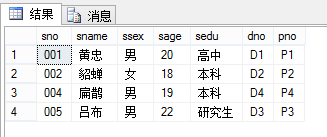 结果 消息
sno sname ssex sage sedu dno pno
1 001 黄忠 男 20 高中 D1 P1
2 002 貂蝉 女 18 本科 D2 P2
3 004 扁鹊 男 19 本科 D4 P4
4 005 吕布 男 22 研究生 D3 P3